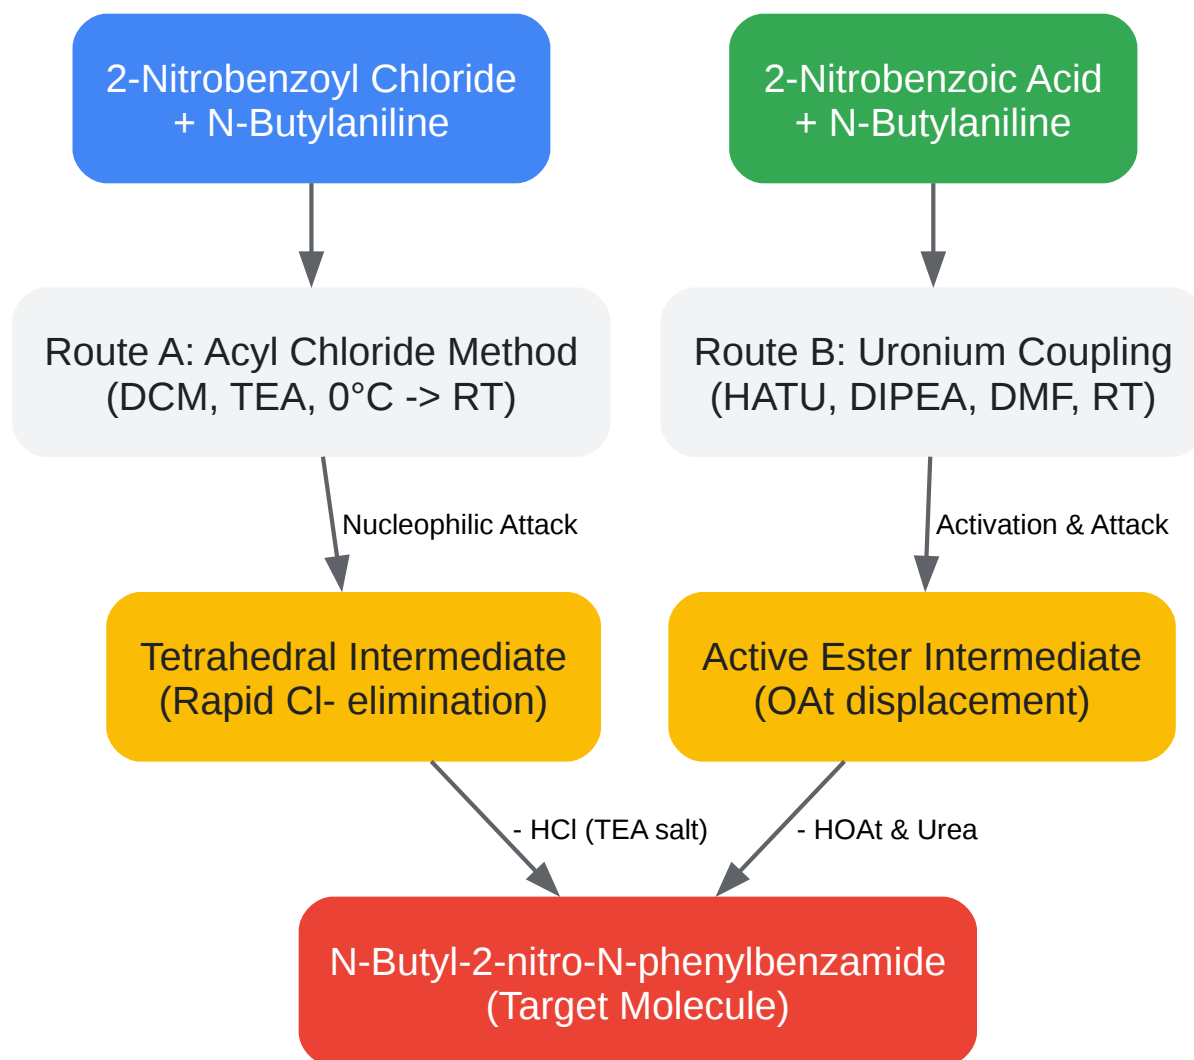 2-Nitrobenzoyl Chloride
+ N-Butylaniline
2-Nitrobenzoic Acid
+ N-Butylaniline
Route A: Acyl Chloride Method
(DCM, TEA, 0°C -> RT)
Route B: Uronium Coupling
(HATU, DIPEA, DMF, RT)
Nucleophilic Attack
Activation & Attack
Tetrahedral Intermediate
(Rapid Cl- elimination)
Active Ester Intermediate
(OAt displacement)
- HCl (TEA salt)
- HOAt & Urea
N-Butyl-2-nitro-N-phenylbenzamide
(Target Molecule)